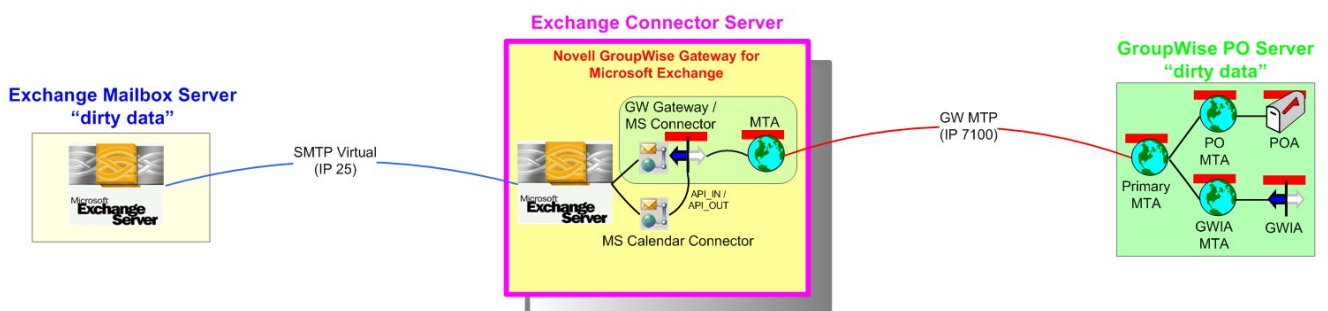 Exchange Connector Server
Novell GroupWise Gateway for
Microsoft Exchange
GroupWise PO Server
“dirty data”
Exchange Mailbox Server
“dirty data”
GW Gateway /
MS Connector
MTA
GW MTP
(IP 7100)
PO
MTA
POA
SMTP Virtual
(IP 25)
Microsoft
Exchange
Server
Microsoft
Exchange
Server
API_IN /
API_OUT
MS Calendar Connector
Primary
MTA
GWIA
MTA
GWIA